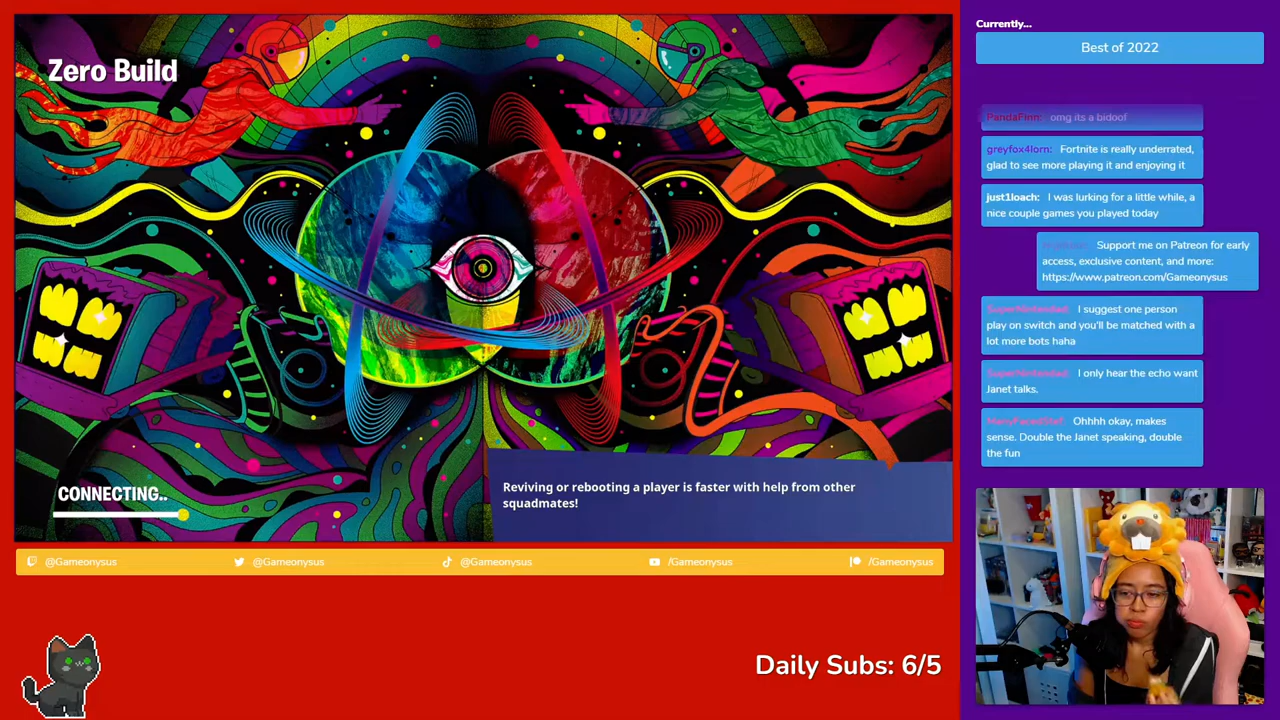 Zero Build
CONNECTING..
Reviving or rebooting a player is faster with help from other
squadmates!
@Gameonysus
@Gameonysus
@Gameonysus
/Gameonysus
/Gameonysus
Daily Subs: 6/5
Currently...
Best of 2022
PandaFinn: omg its a bidoof
greyfox4lorn: Fortnite is really underrated,
glad to see more playing it and enjoying it
just1loach: I was lurking for a little while, a
nice couple games you played today
Support me on Patreon for early
access, exclusive content, and more:
https://www.patreon.com/Gameonysus
SuperNintendad: I suggest one person
play on switch and you'll be matched with a
lot more bots haha
SuperNintendad: I only hear the echo want
Janet talks.
ManyFacedStef: Ohhhh okay, makes
sense. Double the Janet speaking, double
the fun